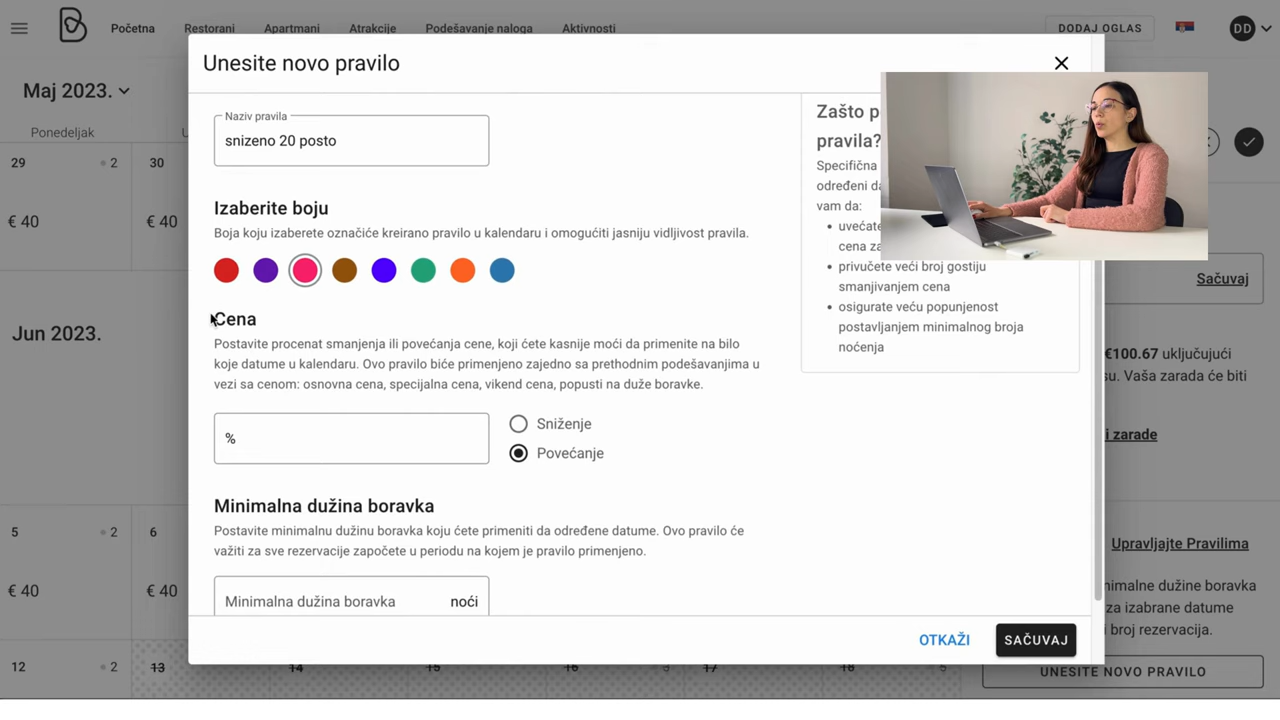 Početna
Restorani
Apartmani
Atrakcije
Podešavanje naloga
Aktivnosti
DODAJ OGLAS
DD
Maj 2023.
Ponedeljak
29
2
30
€ 40
€ 40
Jun 2023.
5
2
6
€ 40
€ 40
12
2
13
14
15
16
3
17
18
5
Unesite novo pravilo
Naziv pravila
snizeno 20 posto
Izaberite boju
Boja koju izaberete označiće kreirano pravilo u kalendaru i omogućiti jasniju vidljivost pravila.
Cena
Postavite procenat smanjenja ili povećanja cene, koji ćete kasnije moći da primenite na bilo
koje datume u kalendaru. Ovo pravilo biće primenjeno zajedno sa prethodnim podešavanjima u
vezi sa cenom: osnovna cena, specijalna cena, vikend cena, popusti na duže boravke.
%
Sniženje
Povećanje
Minimalna dužina boravka
Postavite minimalnu dužinu boravka koju ćete primeniti da određene datume. Ovo pravilo će
važiti za sve rezervacije započete u periodu na kojem je pravilo primenjeno.
Minimalna dužina boravka
noći
OTKAŽI
SAČUVAJ
Zašto p
pravila?
Specifična
određeni da
vam da:
uvećate
cena za
privučete veći broj gostiju
smanjivanjem cena
osigurate veću popunjenost
postavljanjem minimalnog broja
noćenja
Sačuvaj
€100.67 uključujući
su. Vaša zarada će biti
i zarade
Upravljajte Pravilima
nimalne dužine boravka
za izabrane datume
i broj rezervacija.
UNESITE NOVO PRAVILO